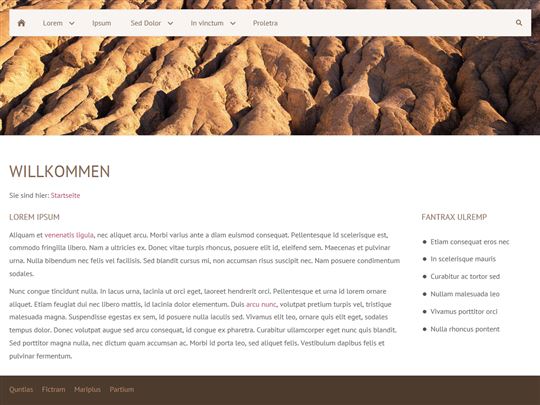 Lorem Ipsum Sed Dolor In vinctum Proletra
WILLKOMMEN
Sie sind hier: Startseite
LOREM IPSUM
Aliquam et venenatis ligula, nec aliquet arcu. Morbi varius ante a diam euismod consequat. Pellentesque id scelerisque est,
commodo fringilla libero. Nam a ultricies ex. Donec vitae turpis rhoncus, posuere elit id, eleifend sem. Maecenas et pulvinar
urna. Nulla bibendum nec felis vel facilisis. Sed blandit cursus mi, non accumsan risus suscipit nec. Nam posuere condimentum
sodales.
Nunc congue tincidunt nulla. In lacus urna, lacinia ut orci eget, laoreet hendrerit orci. Pellentesque et urna id lorem ornare
aliquet. Etiam feugiat dui nec libero mattis, id lacinia dolor elementum. Duis arcu nunc, volutpat pretium turpis vel, tristique
malesuada magna. Suspendisse egestas ex sem, id posuere nulla iaculis sed. Vivamus elit leo, ornare quis elit eget, sodales
tempus dolor. Donec volutpat augue sed arcu consequat, id congue ex pharetra. Curabitur ullamcorper eget nunc quis blandit.
Sed porttitor magna nulla, nec dictum quam accumsan ac. Morbi id porta leo, sed aliquet felis. Vestibulum dapibus felis et
pulvinar fermentum.
FANTRAX ULREMP
Etiam consequat eros nec
In scelerisque mauris
Curabitur ac tortor sed
Nullam malesuada leo
Vivamus porttitor orci
Nulla rhoncus pontent
Quntias Fictram Mariplus Partium